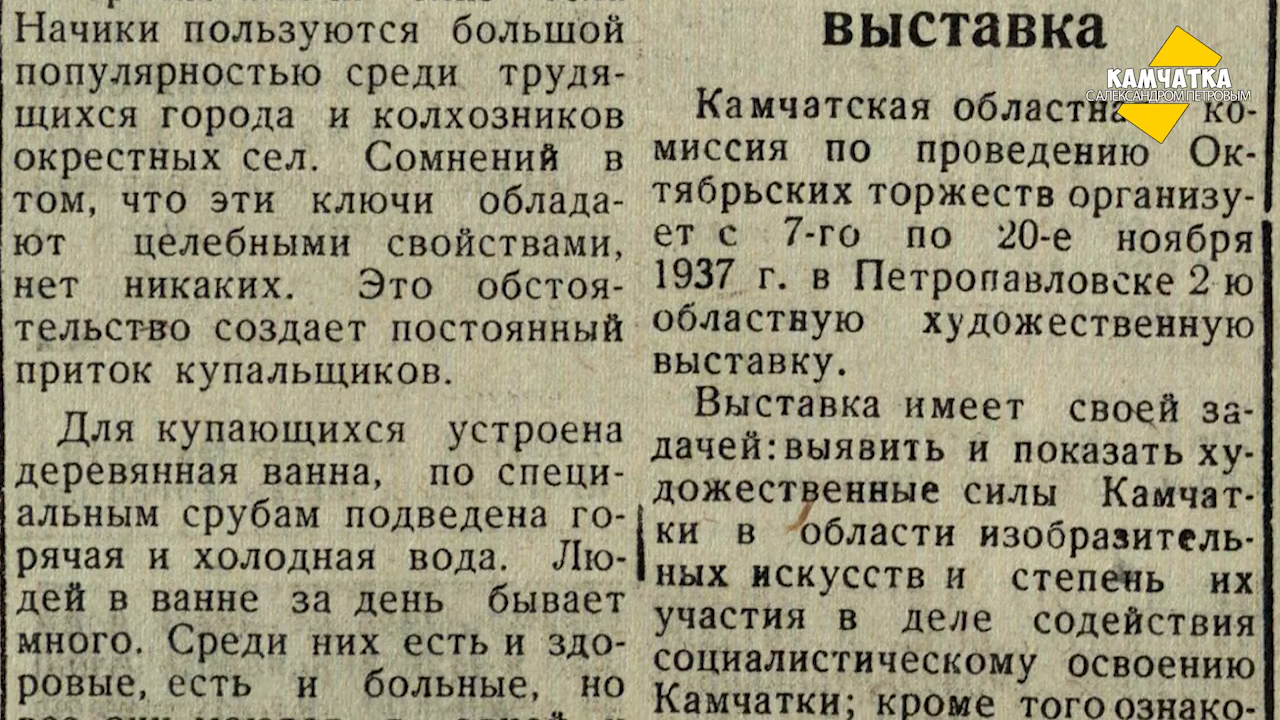 Начики пользуются большой
популярностью среди трудя-
щихся города и колхозников
окрестных сел. Сомнений в
том, что эти ключи облада-
ют целебными свойствами,
нет никаких. Это обстоя-
тельство создает постоянный
приток купальщиков.
Для купающихся устроена
деревянная ванна, по специ-
альным срубам подведена го-
рячая и холодная вода. Лю-
дей в ванне за день бывает
много. Среди них есть и здо-
ровые, есть и больные, но
выставка
Камчатская областная ко-
миссия по проведению Ок-
тябрьских торжеств организу-
ет с 7-го по 20-е ноября
1937 г. в Петропавловске 2-ю
областную художественную
выставку.
Выставка имеет своей за-
дачей: выявить и показать ху-
дожественные силы Камчат-
ки в области изобразитель-
ных искусств и степень их
участия в деле содействия
социалистическому освоению
Камчатки; кроме того ознако-
КАМЧАТКА
С АЛЕКСАНДРОМ ПЕТРОВЫМ